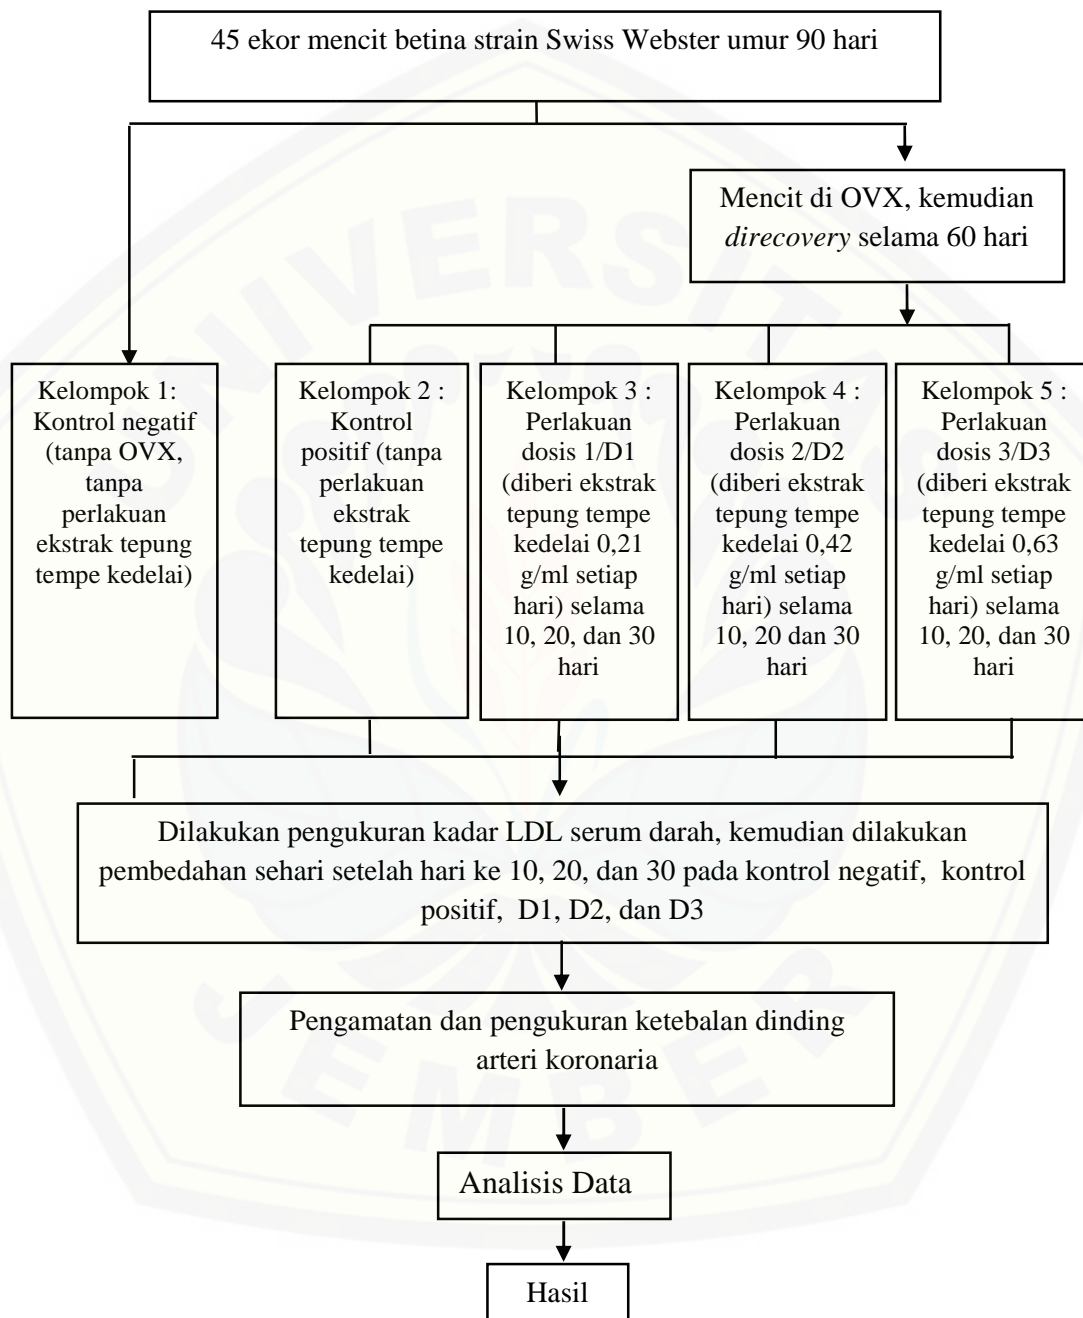 45 ekor mencit betina strain Swiss Webster umur 90 hari
Mencit di OVX, kemudian
direcovery selama 60 hari
Kelompok 1:
Kontrol negatif
(tanpa OVX,
tanpa
perlakuan
ekstrak tepung
tempe kedelai)
Kelompok 2 :
Kontrol
positif (tanpa
perlakuan
ekstrak
tepung tempe
kedelai)
Kelompok 3 :
Perlakuan
dosis 1/D1
(diberi ekstrak
tepung tempe
kedelai 0,21
g/ml setiap
hari) selama
10, 20, dan 30
hari
Kelompok 4 :
Perlakuan
dosis 2/D2
(diberi ekstrak
tepung tempe
kedelai 0,42
g/ml setiap
hari) selama
10, 20 dan 30
hari
Kelompok 5 :
Perlakuan
dosis 3/D3
(diberi ekstrak
tepung tempe
kedelai 0,63
g/ml setiap
hari) selama
10, 20, dan 30
hari
Dilakukan pengukuran kadar LDL serum darah, kemudian dilakukan
pembedahan sehari setelah hari ke 10, 20, dan 30 pada kontrol negatif, kontrol
positif, D1, D2, dan D3
Pengamatan dan pengukuran ketebalan dinding
arteri koronaria
Analisis Data
Hasil
UNIVERSITAS
JEMBER